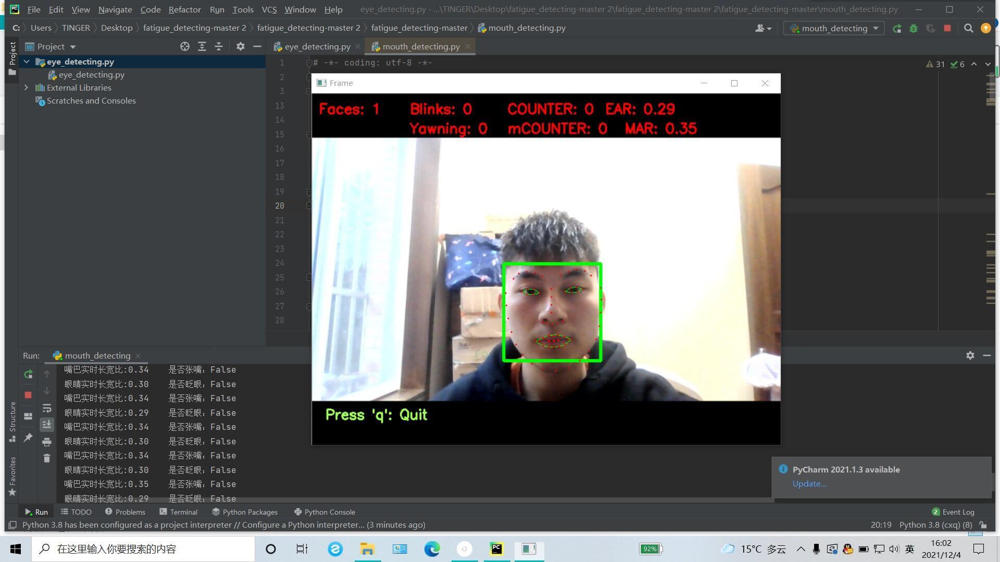 File Edit View Navigate Code Refactor Run Tools VCS Window Help eye_detecting.py - ...\TINGER\Desktop\fatigue_detecting-master 2\fatigue_detecting-master 2\fatigue_detecting-master\mouth_detecting.py
C: Users TINGER Desktop fatigue_detecting-master 2 fatigue_detecting-master 2 fatigue_detecting-master mouth_detecting.py mouth_detecting
Project
Project eye_detecting.py mouth_detecting.py
eye_detecting.py
eye_detecting.py
External Libraries
Scratches and Consoles
1 # -*- coding: utf-8 -*-
31 6
2
3
13
14
15
16
17
18
19
20
21
22
23
24
25
26
27
28
Frame
Faces: 1 Blinks: 0 COUNTER: 0 EAR: 0.29
Yawning: 0 mCOUNTER: 0 MAR: 0.35
Press 'q': Quit
Run: mouth_detecting
嘴巴实时长宽比:0.34 是否张嘴：False
眼睛实时长宽比:0.30 是否眨眼：False
嘴巴实时长宽比:0.34 是否张嘴：False
眼睛实时长宽比:0.29 是否眨眼：False
嘴巴实时长宽比:0.34 是否张嘴：False
眼睛实时长宽比:0.30 是否眨眼：False
嘴巴实时长宽比:0.34 是否张嘴：False
眼睛实时长宽比:0.30 是否眨眼：False
嘴巴实时长宽比:0.35 是否张嘴：False
眼睛实时长宽比:0.29 是否眨眼：False
Structure
Favorites
PyCharm 2021.1.3 available
Update...
Run TODO Problems Terminal Python Packages Python Console 2 Event Log
Python 3.8 has been configured as a project interpreter // Configure a Python interpreter... (3 minutes ago) 20:19 Python 3.8 (cxq) (8)
在这里输入你要搜索的内容 PC 92% 15°C 多云 英 16:02
2021/12/4